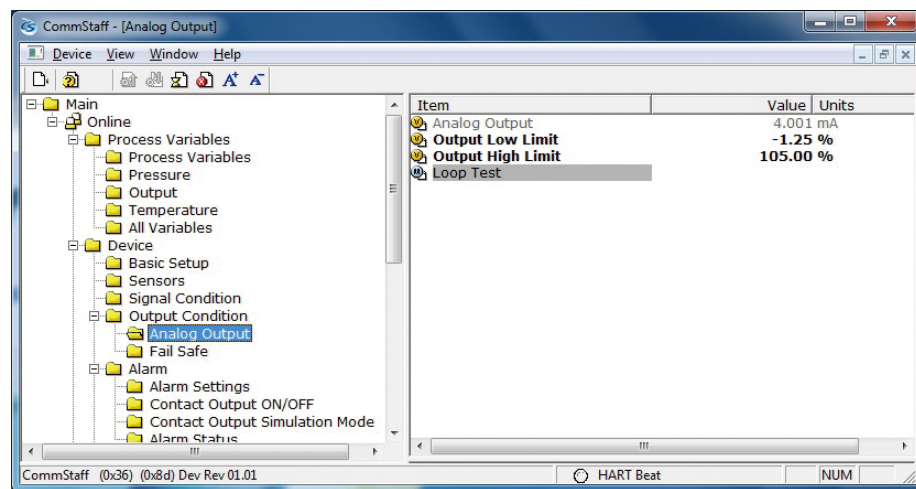 CommStaff - [Analog Output]
Device View Window Help
Main
Online
Process Variables
Process Variables
Pressure
Output
Temperature
All Variables
Device
Basic Setup
Sensors
Signal Condition
Output Condition
Analog Output
Fail Safe
Alarm
Alarm Settings
Contact Output ON/OFF
Contact Output Simulation Mode
Alarm Status
Item Value Units
Analog Output 4.001 mA
Output Low Limit -1.25 %
Output High Limit 105.00 %
Loop Test
CommStaff (0x36) (0x8d) Dev Rev 01.01 HART Beat NUM